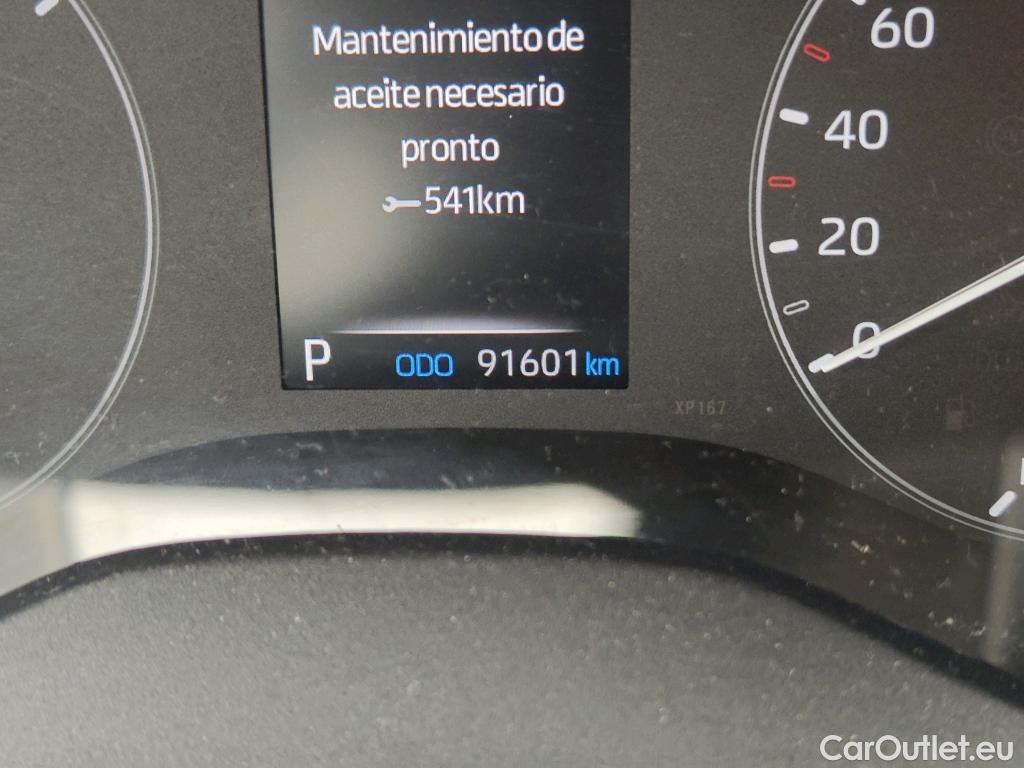 Mantenimiento de
aceite necesario
pronto
541km
P ODO 91601 km
60
40
20
0
XP167
CarOutlet.eu